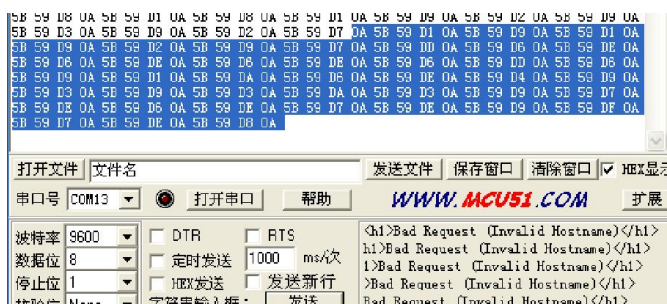 5B 59 D8 0A 5B 59 D1 0A 5B 59 D8 0A 5B 59 D1 0A 5B 59 D9 0A 5B 59 D2 0A 5B 59 D9 0A
5B 59 D3 0A 5B 59 D9 0A 5B 59 D2 0A 5B 59 D7 0A 5B 59 D1 0A 5B 59 D9 0A 5B 59 D1 0A
5B 59 D9 0A 5B 59 D2 0A 5B 59 D9 0A 5B 59 D7 0A 5B 59 DD 0A 5B 59 D6 0A 5B 59 DE 0A
5B 59 D6 0A 5B 59 DE 0A 5B 59 D6 0A 5B 59 DE 0A 5B 59 D6 0A 5B 59 DD 0A 5B 59 D6 0A
5B 59 D9 0A 5B 59 D1 0A 5B 59 DA 0A 5B 59 D6 0A 5B 59 DE 0A 5B 59 D4 0A 5B 59 D9 0A
5B 59 D3 0A 5B 59 D9 0A 5B 59 D3 0A 5B 59 DA 0A 5B 59 D3 0A 5B 59 D9 0A 5B 59 D7 0A
5B 59 DE 0A 5B 59 D6 0A 5B 59 DE 0A 5B 59 D7 0A 5B 59 DE 0A 5B 59 D9 0A 5B 59 DF 0A
5B 59 D7 0A 5B 59 DE 0A 5B 59 D8 0A
打开文件 文件名 发送文件 保存窗口 清除窗口 HEX显示
串口号 COM13 打开串口 帮助 WWW.MCU51.COM 扩展
波特率 9600 DTR RTS <h1>Bad Request (Invalid Hostname)</h1>
数据位 8 定时发送 1000 ms/次 h1>Bad Request (Invalid Hostname)</h1>
停止位 1 HEX发送 发送新行 1>Bad Request (Invalid Hostname)</h1>
校验位 None 字符串输入框: 发送 >Bad Request (Invalid Hostname)</h1>
Bad Request (Invalid Hostname)</h1>